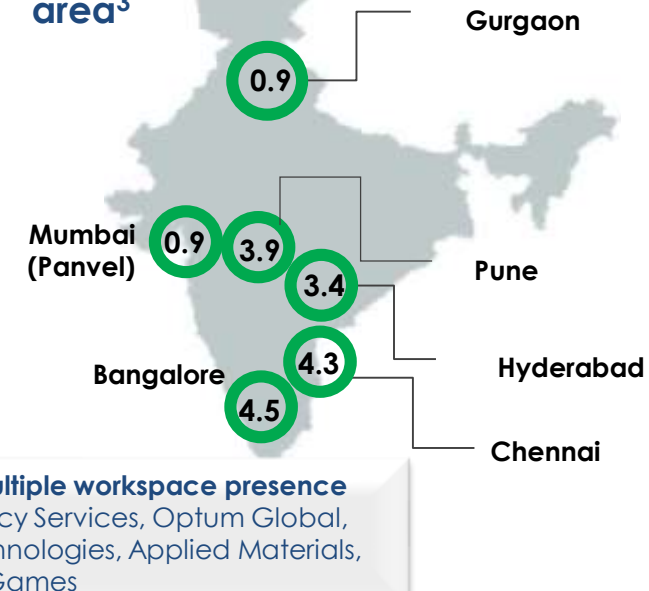 area³
Gurgaon
0.9
Mumbai
(Panvel)
0.9
3.9
Pune
3.4
Hyderabad
Bangalore
4.3
4.5
Chennai
ultiple workspace presence
cy Services, Optum Global,
hnologies, Applied Materials,
Games